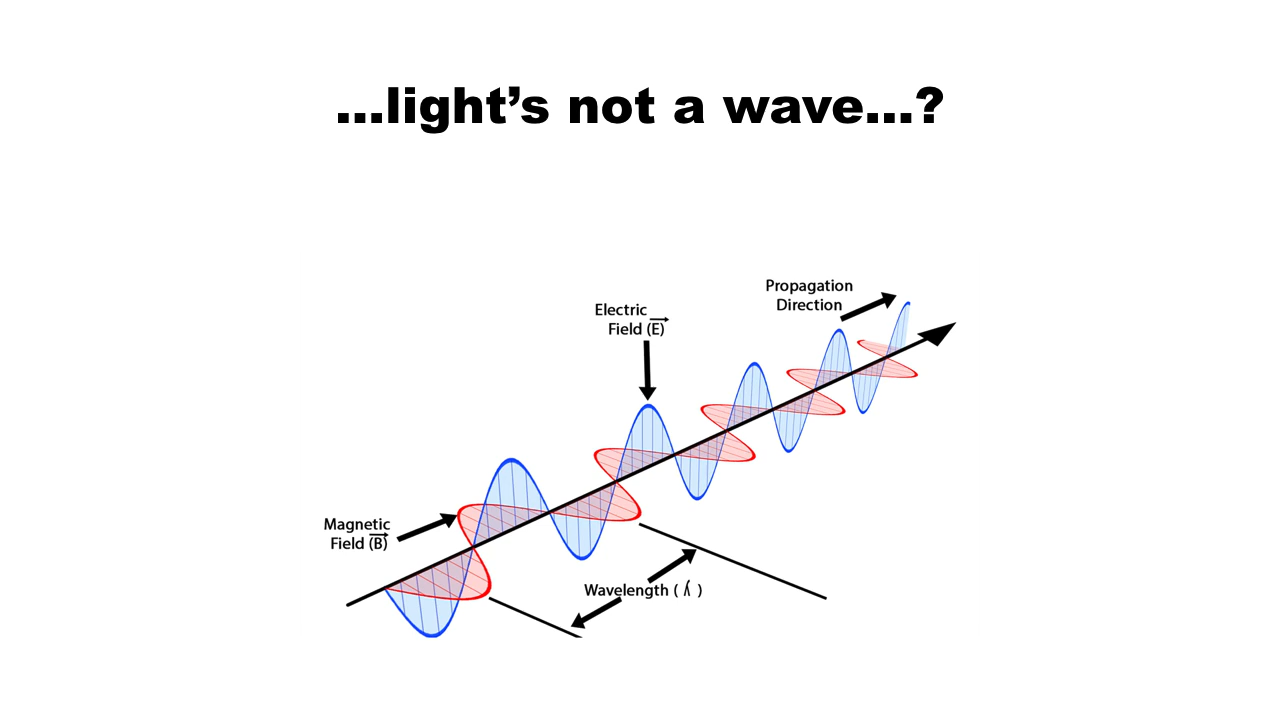 ...light’s not a wave...?
Propagation
Direction
Electric
Field (E)
Magnetic
Field (B)
Wavelength ( λ )